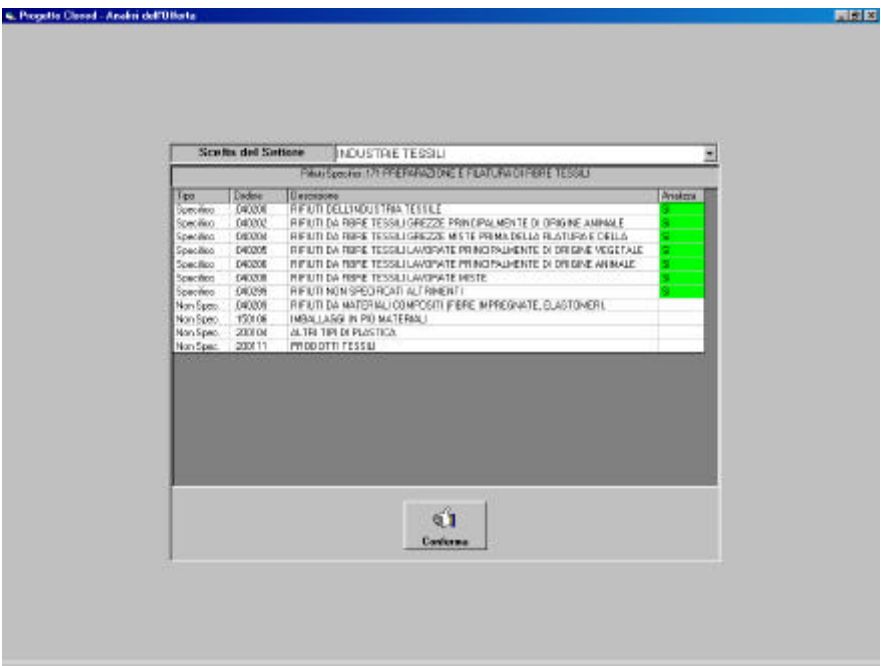 Progetto Closed - Analisi dell'Offerta
Scelta del Settore INDUSTRIE TESSILI
Rifiuti Specifici: 171 PREPARAZIONE E FILATURA DI FIBRE TESSILI
Tipo Codice Descrizione Analizza
Specifico 040200 RIFIUTI DELL'INDUSTRIA TESSILE SI
Specifico 040202 RIFIUTI DA FIBRE TESSILI GREZZE PRINCIPALMENTE DI ORIGINE ANIMALE SI
Specifico 040204 RIFIUTI DA FIBRE TESSILI GREZZE MISTE PRIMA DELLA FILATURA E DELLA SI
Specifico 040205 RIFIUTI DA FIBRE TESSILI LAVORATE PRINCIPALMENTE DI ORIGINE VEGETALE SI
Specifico 040206 RIFIUTI DA FIBRE TESSILI LAVORATE PRINCIPALMENTE DI ORIGINE ANIMALE SI
Specifico 040208 RIFIUTI DA FIBRE TESSILI LAVORATE MISTE SI
Specifico 040299 RIFIUTI NON SPECIFICATI ALTRIMENTI SI
Non Spec. 040209 RIFIUTI DA MATERIALI COMPOSITI (FIBRE IMPREGNATE, ELASTOMERI,
Non Spec. 150106 IMBALLAGGI IN PIÙ MATERIALI
Non Spec. 200104 ALTRI TIPI DI PLASTICA
Non Spec. 200111 PRODOTTI TESSILI
Conferma